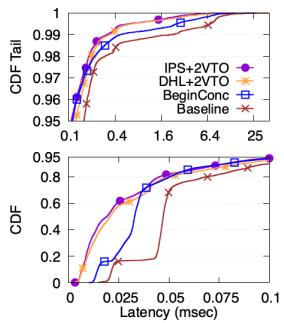 CDF Tail
1
0.99
0.98
0.97
0.96
0.95
IPS+2VTO
DHL+2VTO
BeginConc
Baseline
0.1 0.4 1.6 6.4 25
CDF
0.95
0.8
0.6
0.4
0.2
0
0 0.025 0.05 0.075 0.1
Latency (msec)